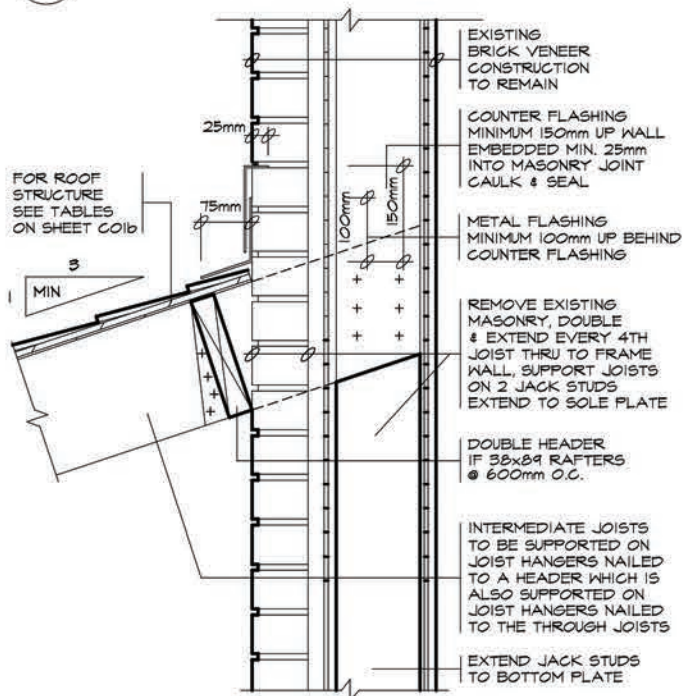 EXISTING
BRICK VENEER
CONSTRUCTION
TO REMAIN
COUNTER FLASHING
MINIMUM 150mm UP WALL
EMBEDDED MIN. 25mm
INTO MASONRY JOINT
CAULK & SEAL
METAL FLASHING
MINIMUM 100mm UP BEHIND
COUNTER FLASHING
REMOVE EXISTING
MASONRY, DOUBLE
& EXTEND EVERY 4TH
JOIST THRU TO FRAME
WALL, SUPPORT JOISTS
ON 2 JACK STUDS
EXTEND TO SOLE PLATE
DOUBLE HEADER
IF 38x89 RAFTERS
@ 600mm O.C.
INTERMEDIATE JOISTS
TO BE SUPPORTED ON
JOIST HANGERS NAILED
TO A HEADER WHICH IS
ALSO SUPPORTED ON
JOIST HANGERS NAILED
TO THE THROUGH JOISTS
EXTEND JACK STUDS
TO BOTTOM PLATE
25mm
75mm
100mm
150mm
FOR ROOF
STRUCTURE
SEE TABLES
ON SHEET C01b
3
1
MIN